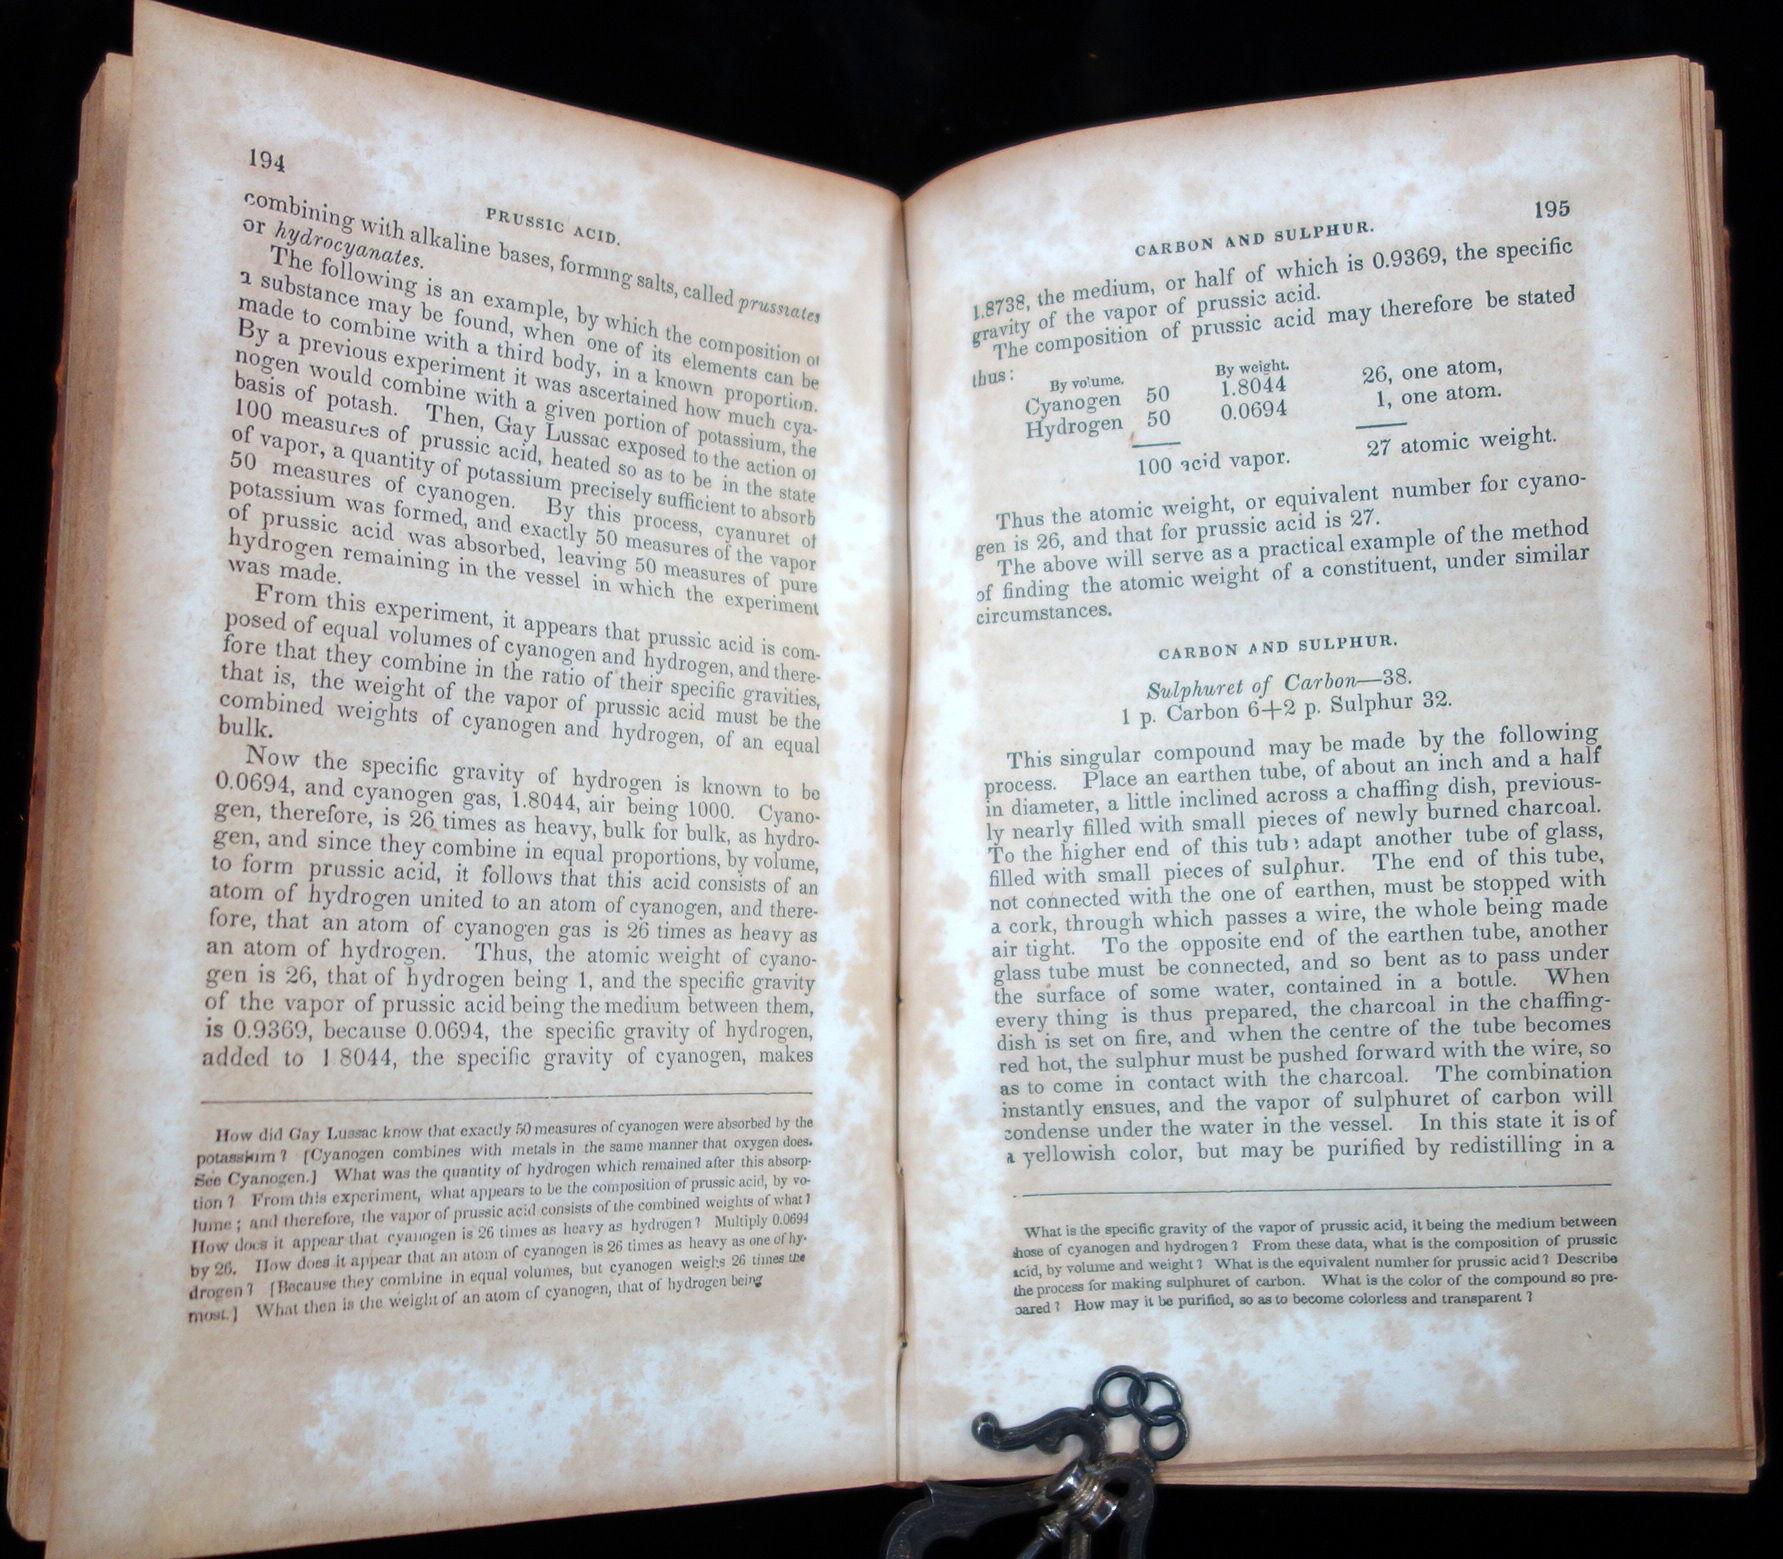 194
PRUSSIC ACID.
combining with alkaline bases, forming salts, called prussiates
or hydrocyanates.
The following is an example, by which the composition of
a substance may be found, when one of its elements can be
made to combine with a third body, in a known proportion.
By a previous experiment it was ascertained how much cya-
nogen would combine with a given portion of potassium, the
basis of potash. Then, Gay Lussac exposed to the action of
100 measures of prussic acid, heated so as to be in the state
of vapor, a quantity of potassium precisely sufficient to absorb
50 measures of cyanogen. By this process, cyanuret of
potassium was formed, and exactly 50 measures of the vapor
of prussic acid was absorbed, leaving 50 measures of pure
hydrogen remaining in the vessel in which the experiment
was made.
From this experiment, it appears that prussic acid is com-
posed of equal volumes of cyanogen and hydrogen, and there-
fore that they combine in the ratio of their specific gravities,
that is, the weight of the vapor of prussic acid must be the
combined weights of cyanogen and hydrogen, of an equal
bulk.
Now the specific gravity of hydrogen is known to be
0.0694, and cyanogen gas, 1.8044, air being 1000. Cyano-
gen, therefore, is 26 times as heavy, bulk for bulk, as hydro-
gen, and since they combine in equal proportions, by volume,
to form prussic acid, it follows that this acid consists of an
atom of hydrogen united to an atom of cyanogen, and there-
fore, that an atom of cyanogen gas is 26 times as heavy as
an atom of hydrogen. Thus, the atomic weight of cyano-
gen is 26, that of hydrogen being 1, and the specific gravity
of the vapor of prussic acid being the medium between them,
is 0.9369, because 0.0694, the specific gravity of hydrogen,
added to 1 8044, the specific gravity of cyanogen, makes
How did Gay Lussac know that exactly 50 measures of cyanogen were absorbed by the
potassium? [Cyanogen combines with metals in the same manner that oxygen does.
See Cyanogen.] What was the quantity of hydrogen which remained after this absorp-
tion? From this experiment, what appears to be the composition of prussic acid, by vo-
lume; and therefore, the vapor of prussic acid consists of the combined weights of what?
How does it appear that cyanogen is 26 times as heavy as hydrogen? Multiply 0.0694
by 26. How does it appear that an atom of cyanogen is 26 times as heavy as one of hy-
drogen? [Because they combine in equal volumes, but cyanogen weighs 26 times the
most.] What then is the weight of an atom of cyanogen, that of hydrogen being
195
CARBON AND SULPHUR.
1.8738, the medium, or half of which is 0.9369, the specific
gravity of the vapor of prussic acid.
The composition of prussic acid may therefore be stated
thus:
By volume. By weight.
Cyanogen 50 1.8044 26, one atom,
Hydrogen 50 0.0694 1, one atom.
100 acid vapor. 27 atomic weight.
Thus the atomic weight, or equivalent number for cyano-
gen is 26, and that for prussic acid is 27.
The above will serve as a practical example of the method
of finding the atomic weight of a constituent, under similar
circumstances.
CARBON AND SULPHUR.
Sulphuret of Carbon—38.
1 p. Carbon 6+2 p. Sulphur 32.
This singular compound may be made by the following
process. Place an earthen tube, of about an inch and a half
in diameter, a little inclined across a chaffing dish, previous-
ly nearly filled with small pieces of newly burned charcoal.
To the higher end of this tube adapt another tube of glass,
filled with small pieces of sulphur. The end of this tube,
not connected with the one of earthen, must be stopped with
a cork, through which passes a wire, the whole being made
air tight. To the opposite end of the earthen tube, another
glass tube must be connected, and so bent as to pass under
the surface of some water, contained in a bottle. When
every thing is thus prepared, the charcoal in the chaffing-
dish is set on fire, and when the centre of the tube becomes
red hot, the sulphur must be pushed forward with the wire, so
as to come in contact with the charcoal. The combination
instantly ensues, and the vapor of sulphuret of carbon will
condense under the water in the vessel. In this state it is of
a yellowish color, but may be purified by redistilling in a
What is the specific gravity of the vapor of prussic acid, it being the medium between
those of cyanogen and hydrogen? From these data, what is the composition of prussic
acid, by volume and weight? What is the equivalent number for prussic acid? Describe
the process for making sulphuret of carbon. What is the color of the compound so pre-
pared? How may it be purified, so as to become colorless and transparent?